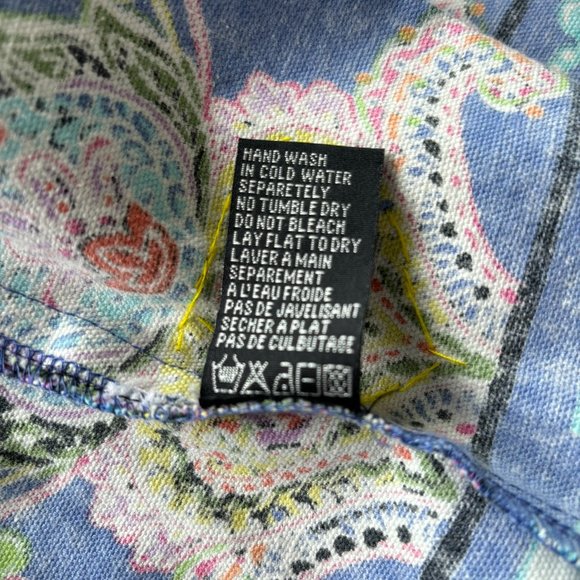 HAND WASH
IN COLD WATER
SEPARETELY
NO TUMBLE DRY
DO NOT BLEACH
LAY FLAT TO DRY
LAVER A MAIN
SEPAREMENT
A L'EAU FROIDE
PAS DE JAVELISANT
SECHER A PLAT
PAS DE CULBUTAGE